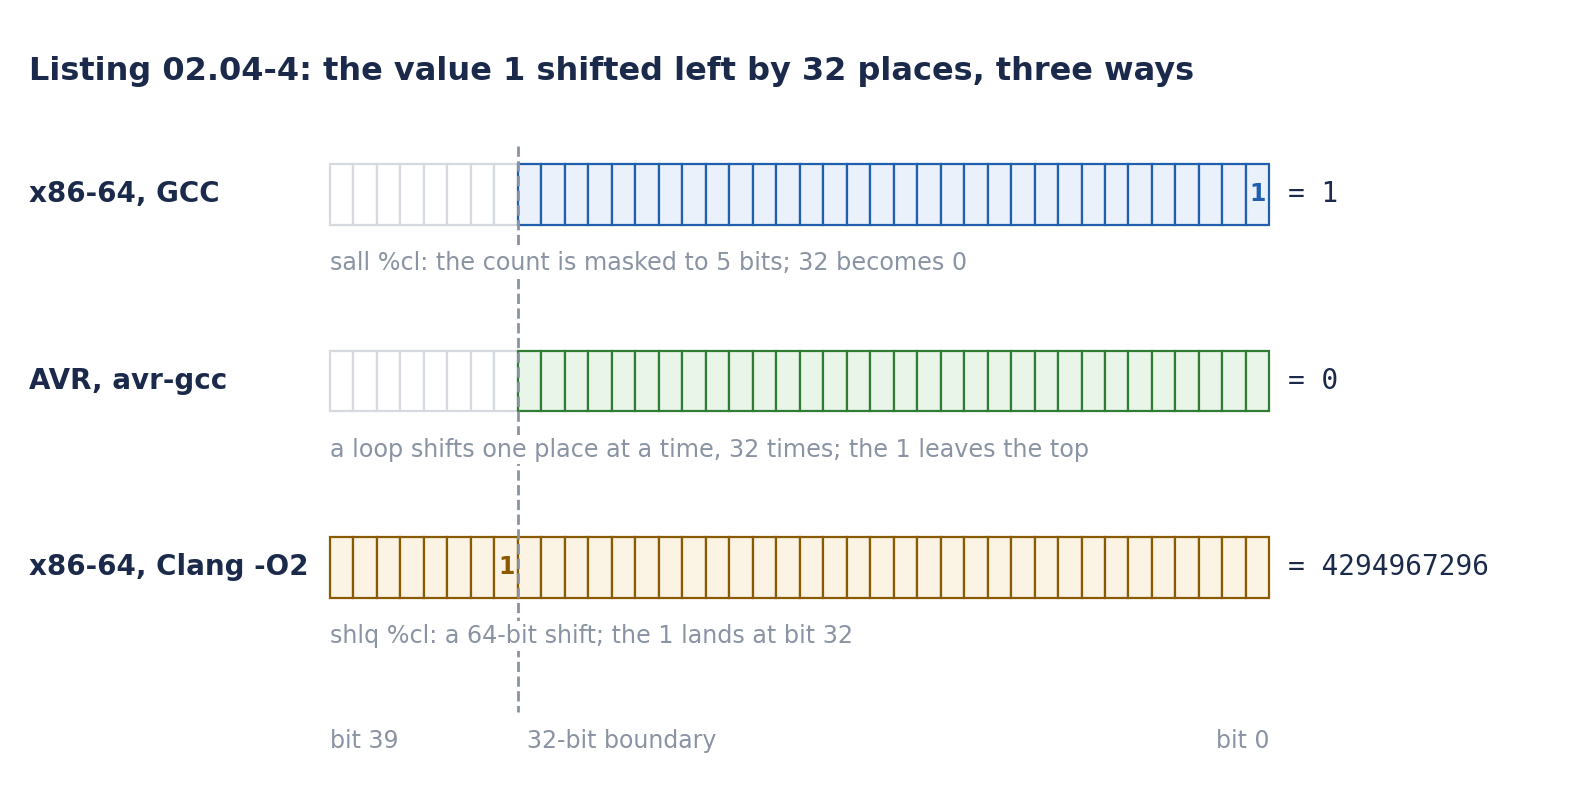 Listing 02.04-4: the value 1 shifted left by 32 places, three ways
x86-64, GCC 1 = 1
sall %cl: the count is masked to 5 bits; 32 becomes 0
AVR, avr-gcc = 0
a loop shifts one place at a time, 32 times; the 1 leaves the top
x86-64, Clang -O2 1 = 4294967296
shlq %cl: a 64-bit shift; the 1 lands at bit 32
bit 39 32-bit boundary bit 0